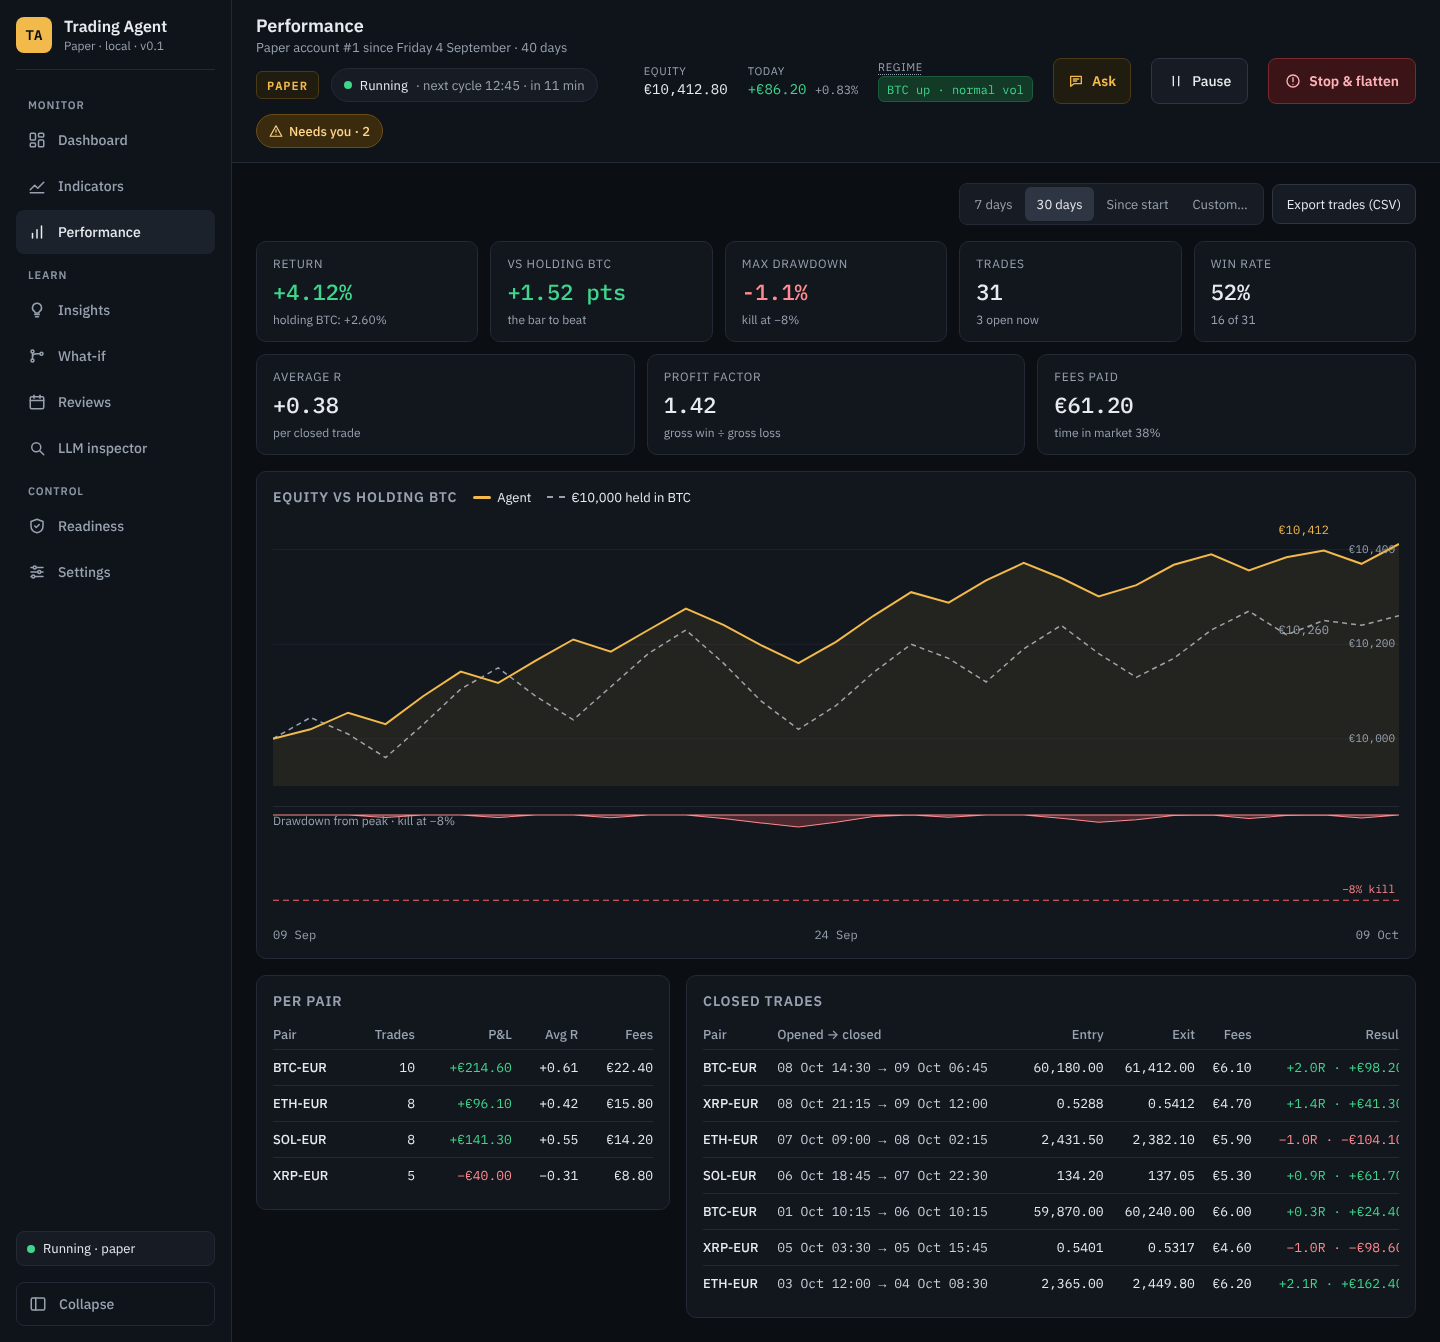 TA
Trading Agent
Paper · local · v0.1
MONITOR
Dashboard
Indicators
Performance
LEARN
Insights
What-if
Reviews
LLM inspector
CONTROL
Readiness
Settings
Running · paper
Collapse
Performance
Paper account #1 since Friday 4 September · 40 days
PAPER
Running · next cycle 12:45 · in 11 min
EQUITY
€10,412.80
TODAY
+€86.20 +0.83%
REGIME
BTC up · normal vol
Ask
Pause
Stop & flatten
Needs you · 2
7 days 30 days Since start Custom…
Export trades (CSV)
RETURN
+4.12%
holding BTC: +2.60%
VS HOLDING BTC
+1.52 pts
the bar to beat
MAX DRAWDOWN
-1.1%
kill at −8%
TRADES
31
3 open now
WIN RATE
52%
16 of 31
AVERAGE R
+0.38
per closed trade
PROFIT FACTOR
1.42
gross win ÷ gross loss
FEES PAID
€61.20
time in market 38%
EQUITY VS HOLDING BTC Agent €10,000 held in BTC
€10,412
€10,400
€10,260
€10,200
€10,000
Drawdown from peak · kill at −8%
−8% kill
09 Sep 24 Sep 09 Oct
PER PAIR
Pair Trades P&L Avg R Fees
BTC-EUR 10 +€214.60 +0.61 €22.40
ETH-EUR 8 +€96.10 +0.42 €15.80
SOL-EUR 8 +€141.30 +0.55 €14.20
XRP-EUR 5 −€40.00 −0.31 €8.80
CLOSED TRADES
Pair Opened → closed Entry Exit Fees Resul
BTC-EUR 08 Oct 14:30 → 09 Oct 06:45 60,180.00 61,412.00 €6.10 +2.0R · +€98.20
XRP-EUR 08 Oct 21:15 → 09 Oct 12:00 0.5288 0.5412 €4.70 +1.4R · +€41.30
ETH-EUR 07 Oct 09:00 → 08 Oct 02:15 2,431.50 2,382.10 €5.90 −1.0R · −€104.10
SOL-EUR 06 Oct 18:45 → 07 Oct 22:30 134.20 137.05 €5.30 +0.9R · +€61.70
BTC-EUR 01 Oct 10:15 → 06 Oct 10:15 59,870.00 60,240.00 €6.00 +0.3R · +€24.40
XRP-EUR 05 Oct 03:30 → 05 Oct 15:45 0.5401 0.5317 €4.60 −1.0R · −€98.60
ETH-EUR 03 Oct 12:00 → 04 Oct 08:30 2,365.00 2,449.80 €6.20 +2.1R · +€162.40